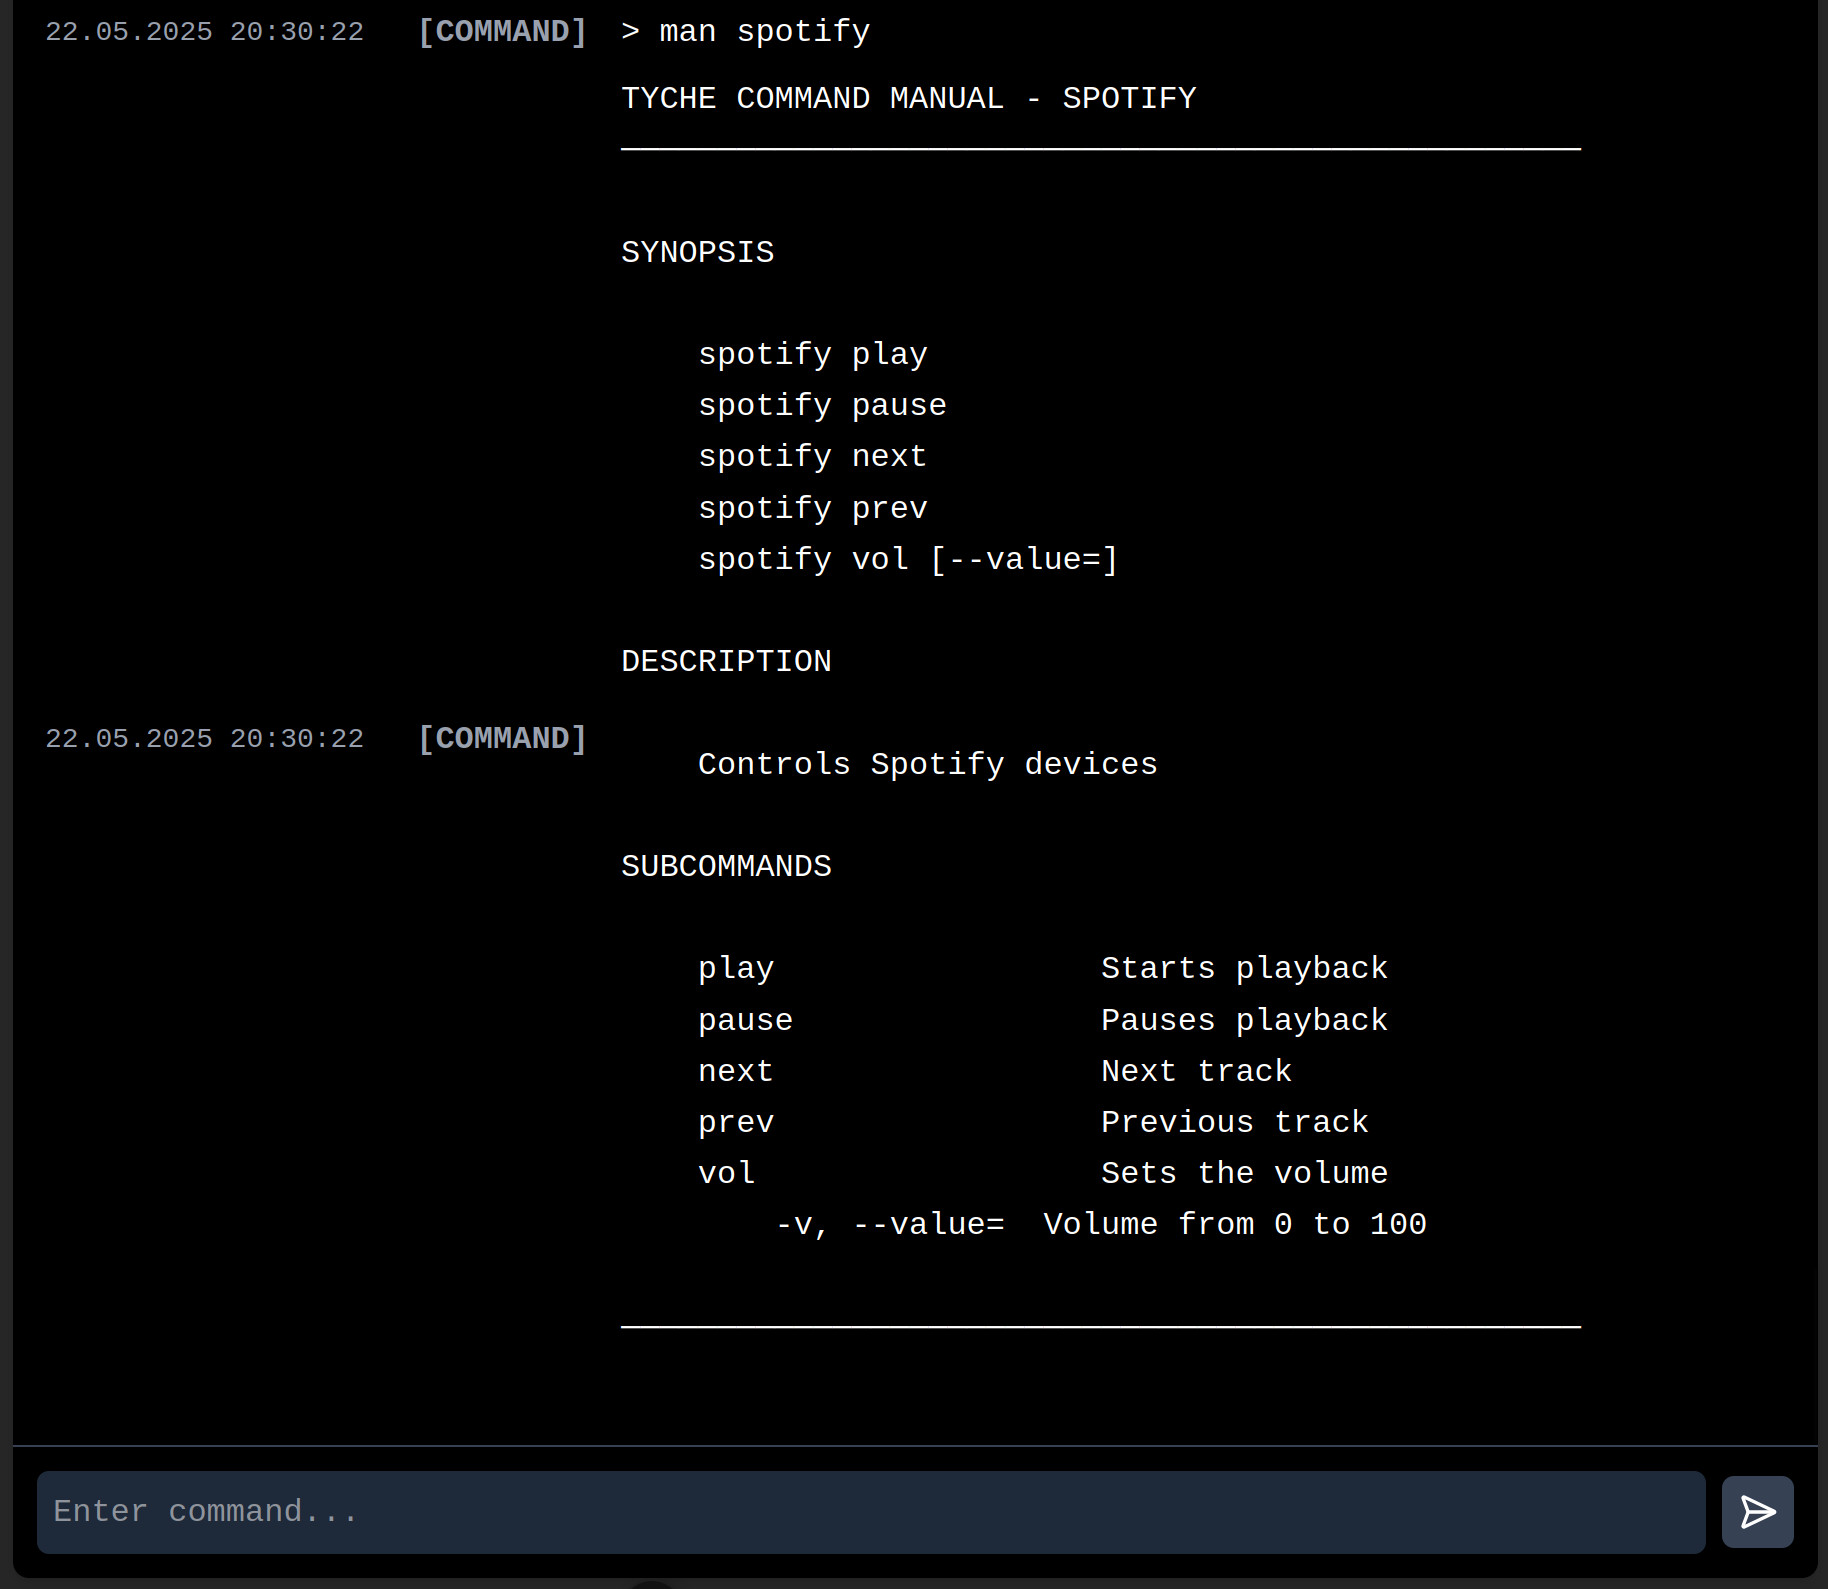 22.05.2025 20:30:22 [COMMAND] > man spotify
TYCHE COMMAND MANUAL - SPOTIFY
SYNOPSIS
spotify play
spotify pause
spotify next
spotify prev
spotify vol [--value=]
DESCRIPTION
22.05.2025 20:30:22 [COMMAND]
Controls Spotify devices
SUBCOMMANDS
play Starts playback
pause Pauses playback
next Next track
prev Previous track
vol Sets the volume
-v, --value= Volume from 0 to 100
Enter command...